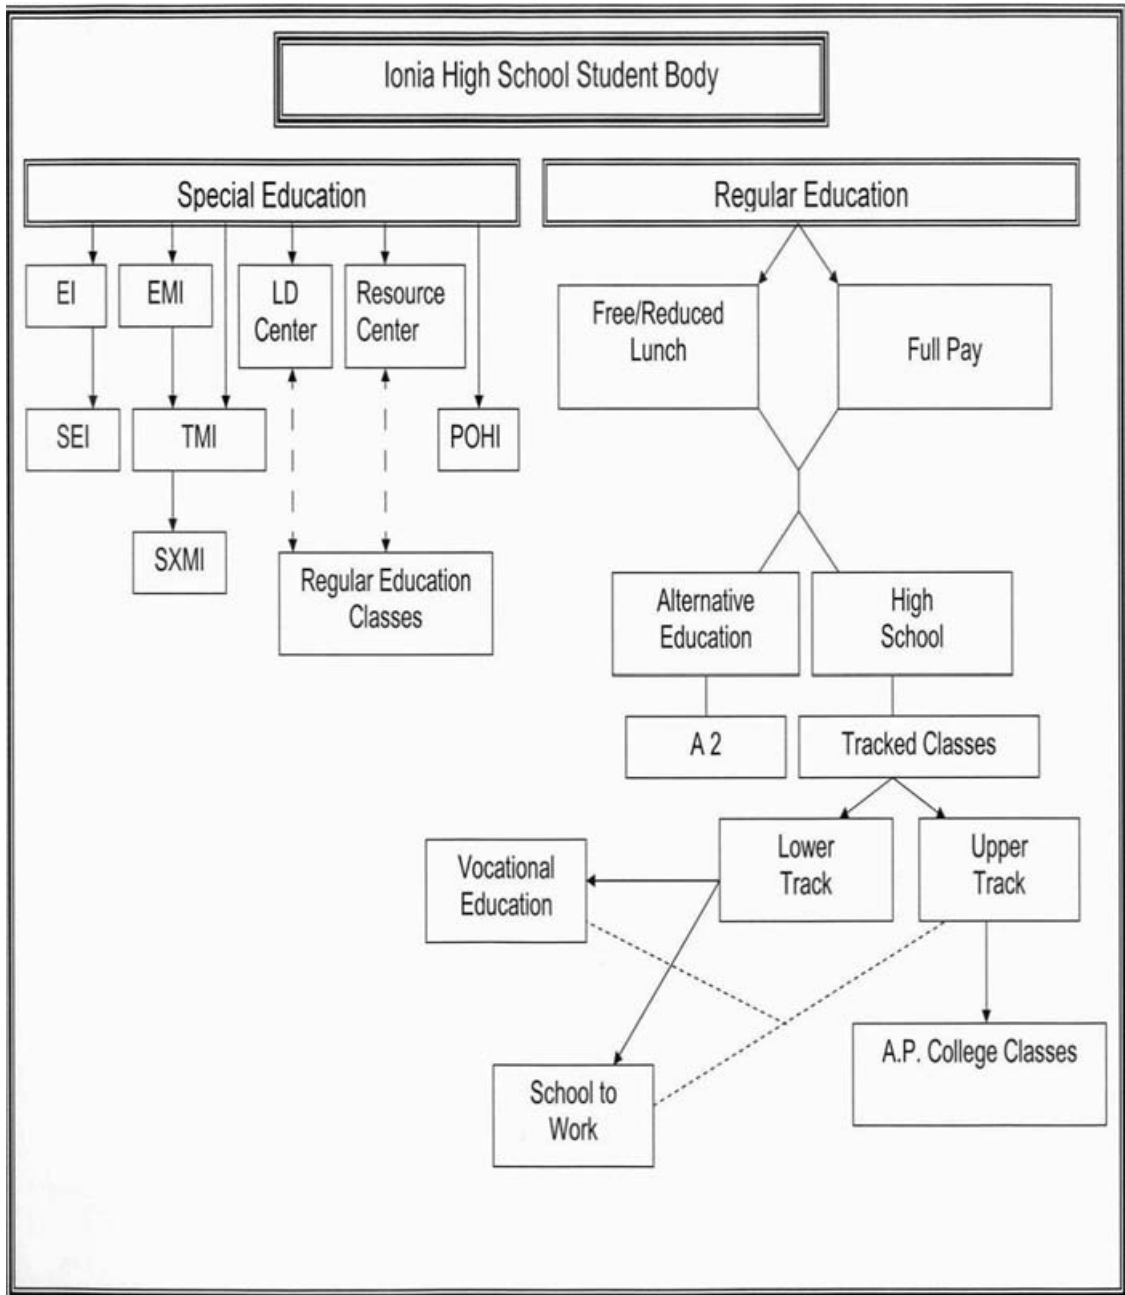 Ionia High School Student Body
Special Education
Regular Education
EI
EMI
LD
Center
Resource
Center
Free/Reduced
Lunch
Full Pay
SEI
TMI
POHI
SXMI
Regular Education
Classes
Alternative
Education
High
School
A 2
Tracked Classes
Lower
Track
Upper
Track
Vocational
Education
A.P. College Classes
School to
Work